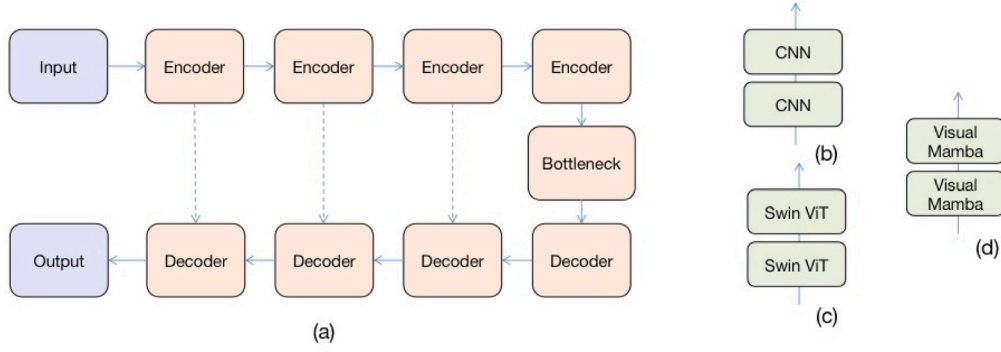 Input
Encoder
Encoder
Encoder
Encoder
Bottleneck
Output
Decoder
Decoder
Decoder
Decoder
(a)
CNN
CNN
(b)
Swin ViT
Swin ViT
(c)
Visual
Mamba
Visual
Mamba
(d)